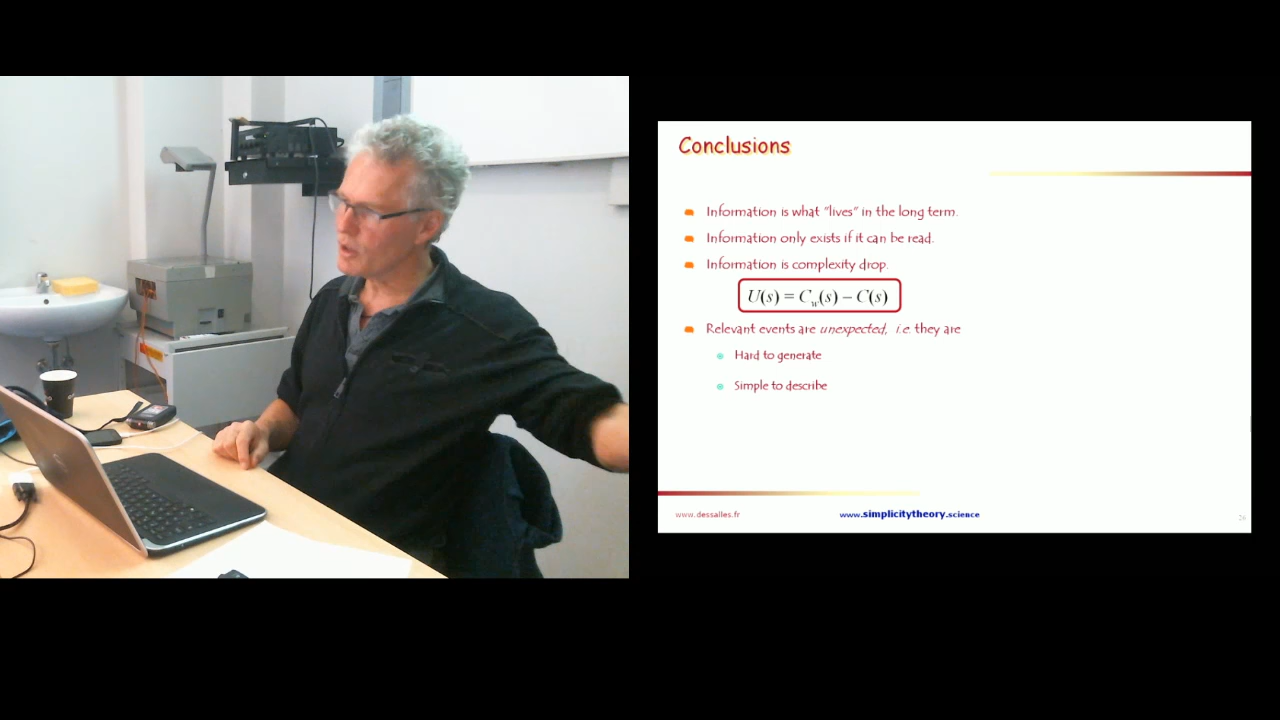 Conclusions
Information is what "lives" in the long term.
Information only exists if it can be read.
Information is complexity drop.
U(s) = Cw(s) – C(s)
Relevant events are unexpected, i.e. they are
Hard to generate
Simple to describe
www.dessalles.fr
www.simplicitytheory.science